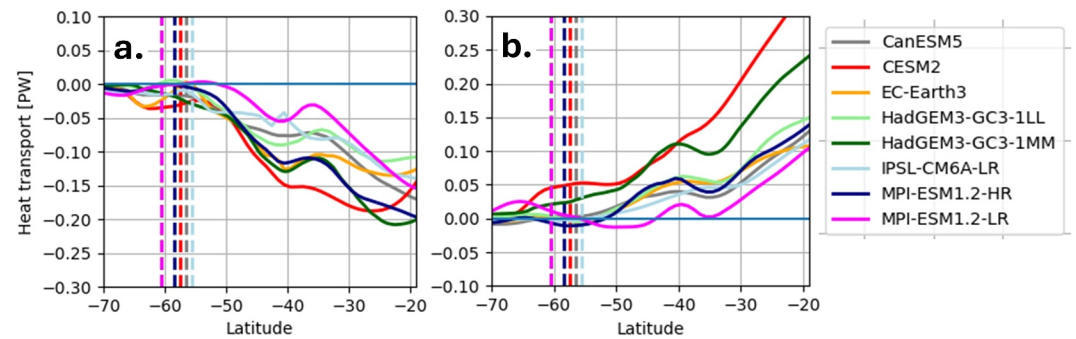 a.
Heat transport [PW]
0.10
0.05
0.00
−0.05
−0.10
−0.15
−0.20
−0.25
−0.30
−70
−60
−50
−40
−30
−20
Latitude
b.
0.30
0.25
0.20
0.15
0.10
0.05
0.00
−0.05
−0.10
−70
−60
−50
−40
−30
−20
Latitude
CanESM5
CESM2
EC-Earth3
HadGEM3-GC3-1LL
HadGEM3-GC3-1MM
IPSL-CM6A-LR
MPI-ESM1.2-HR
MPI-ESM1.2-LR